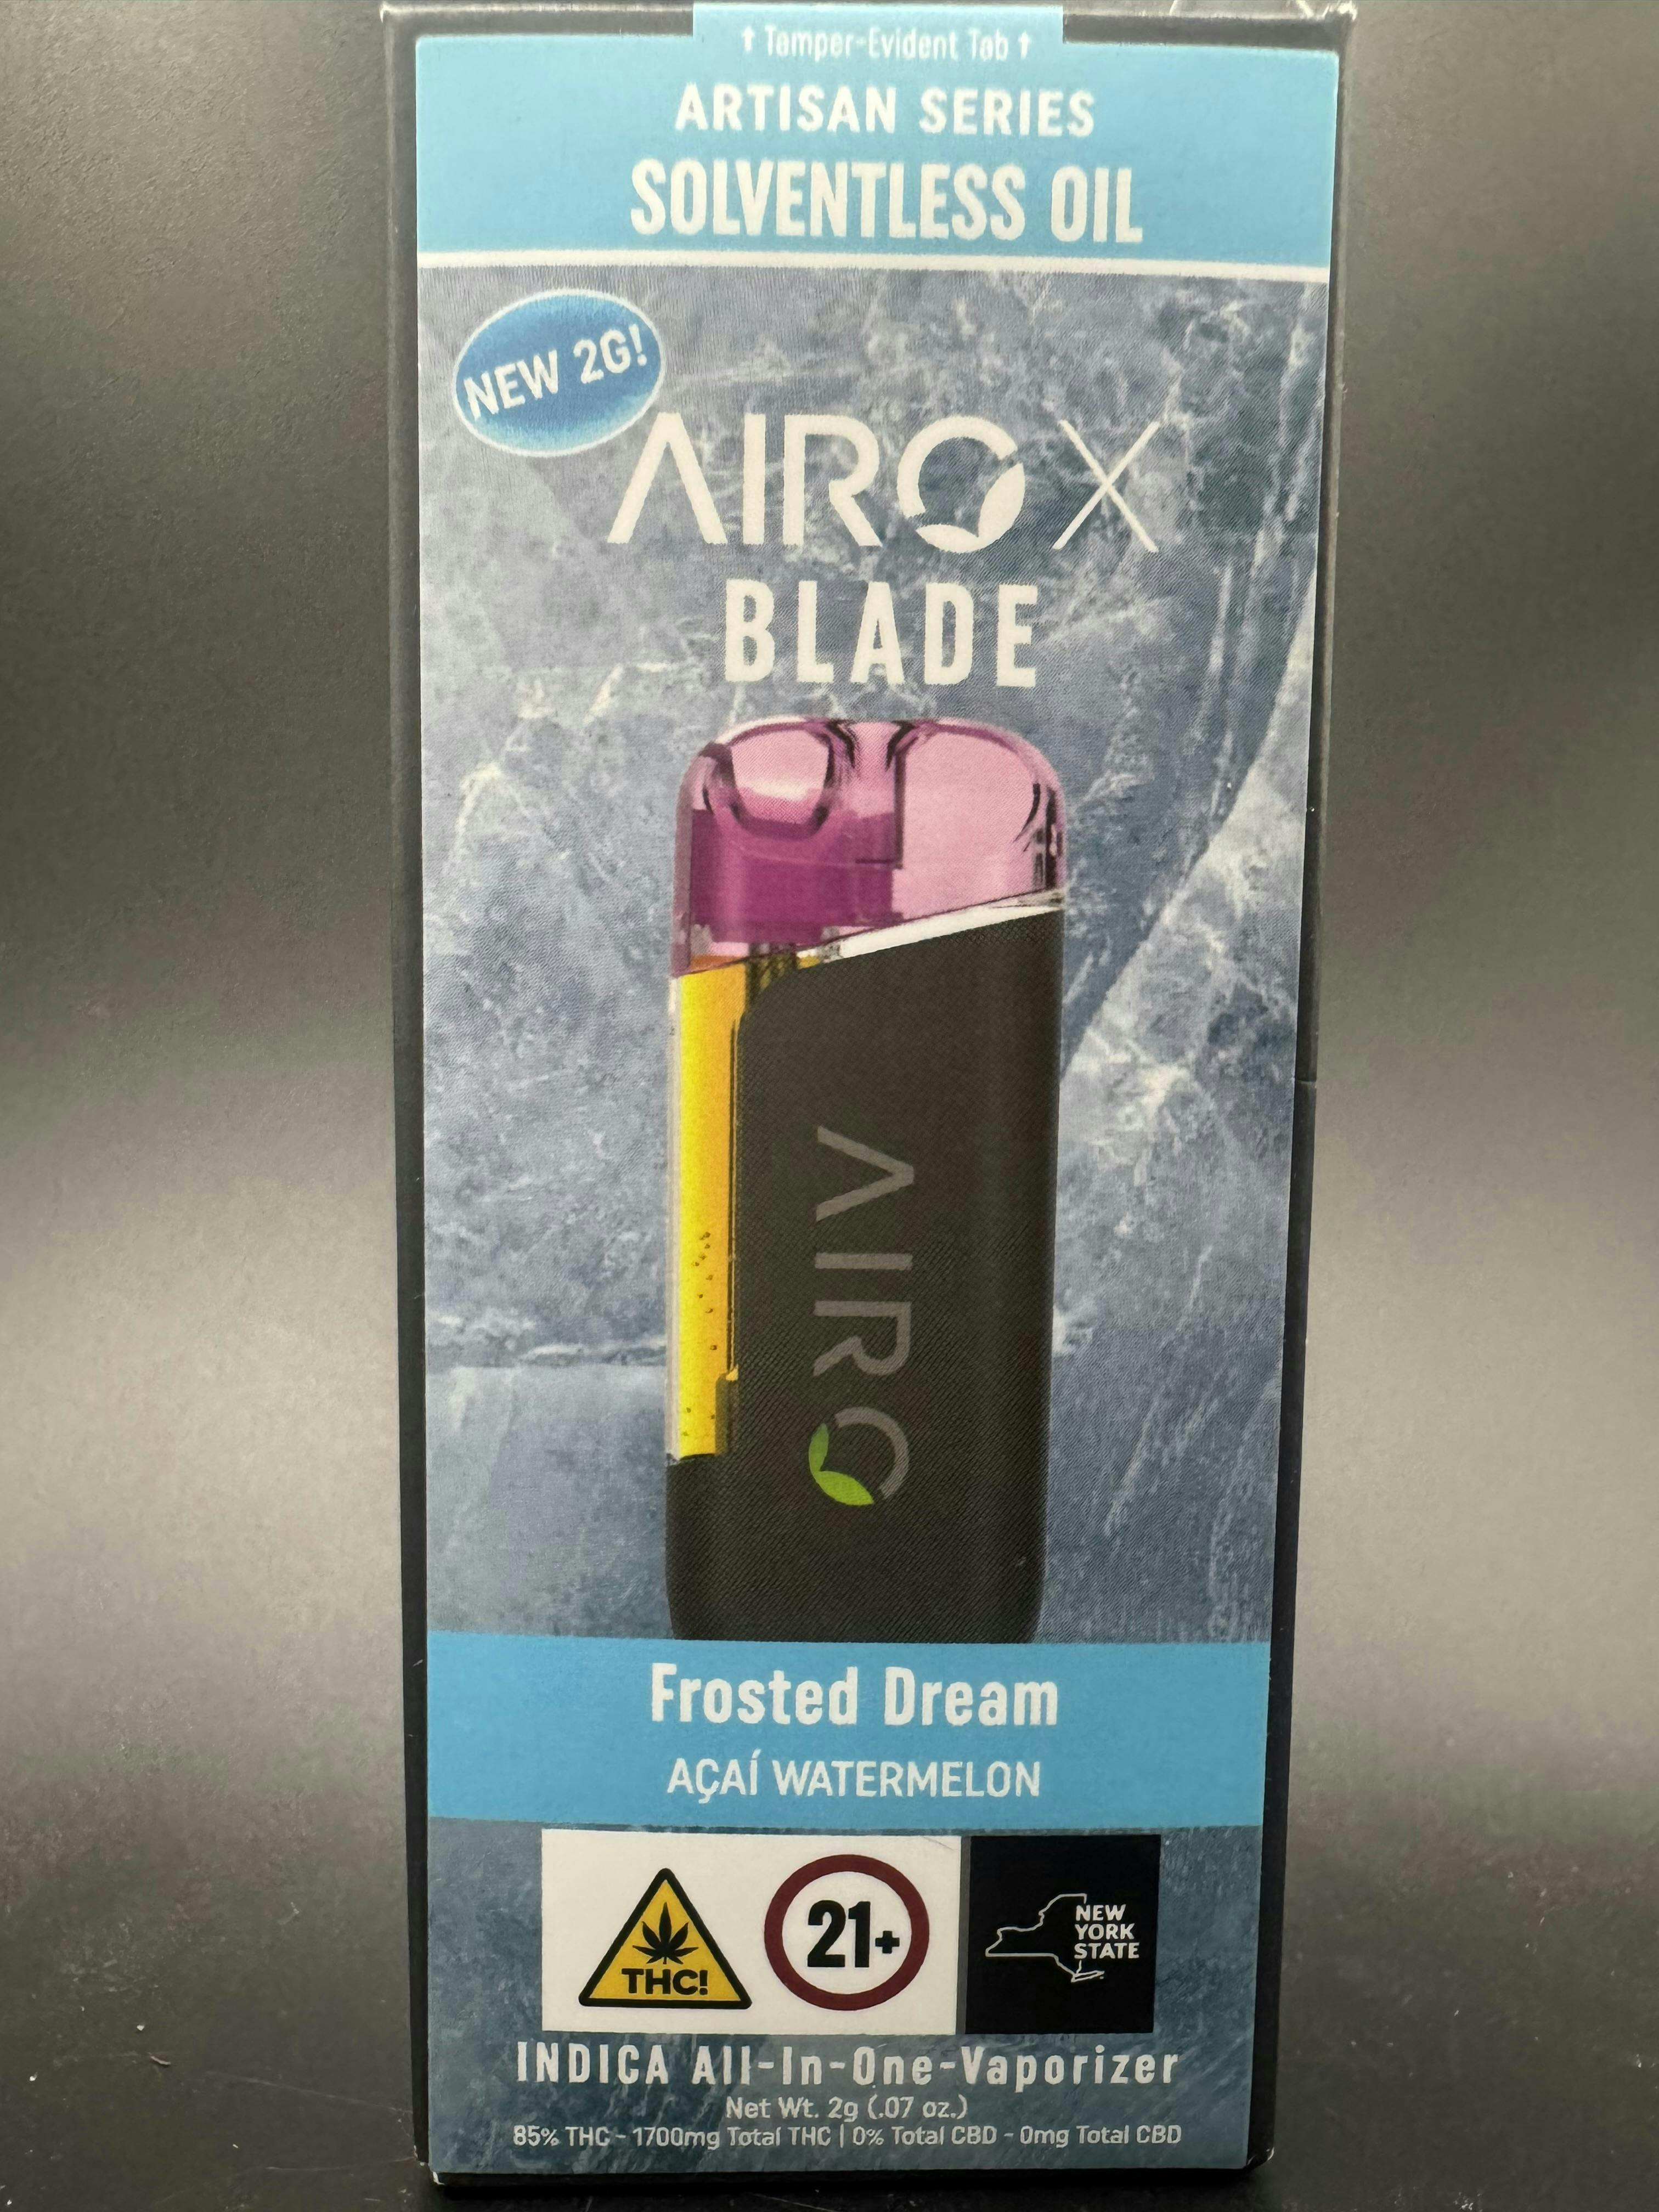 ↑ Tamper-Evident Tab ↑
ARTISAN SERIES
SOLVENTLESS OIL
NEW 2G!
AIRO X
BLADE
AIRO
Frosted Dream
AÇAÍ WATERMELON
THC!
21+
NEW
YORK
STATE
INDICA All-In-One-Vaporizer
Net Wt. 2g (.07 oz.)
85% THC - 1700mg Total THC | 0% Total CBD - 0mg Total CBD